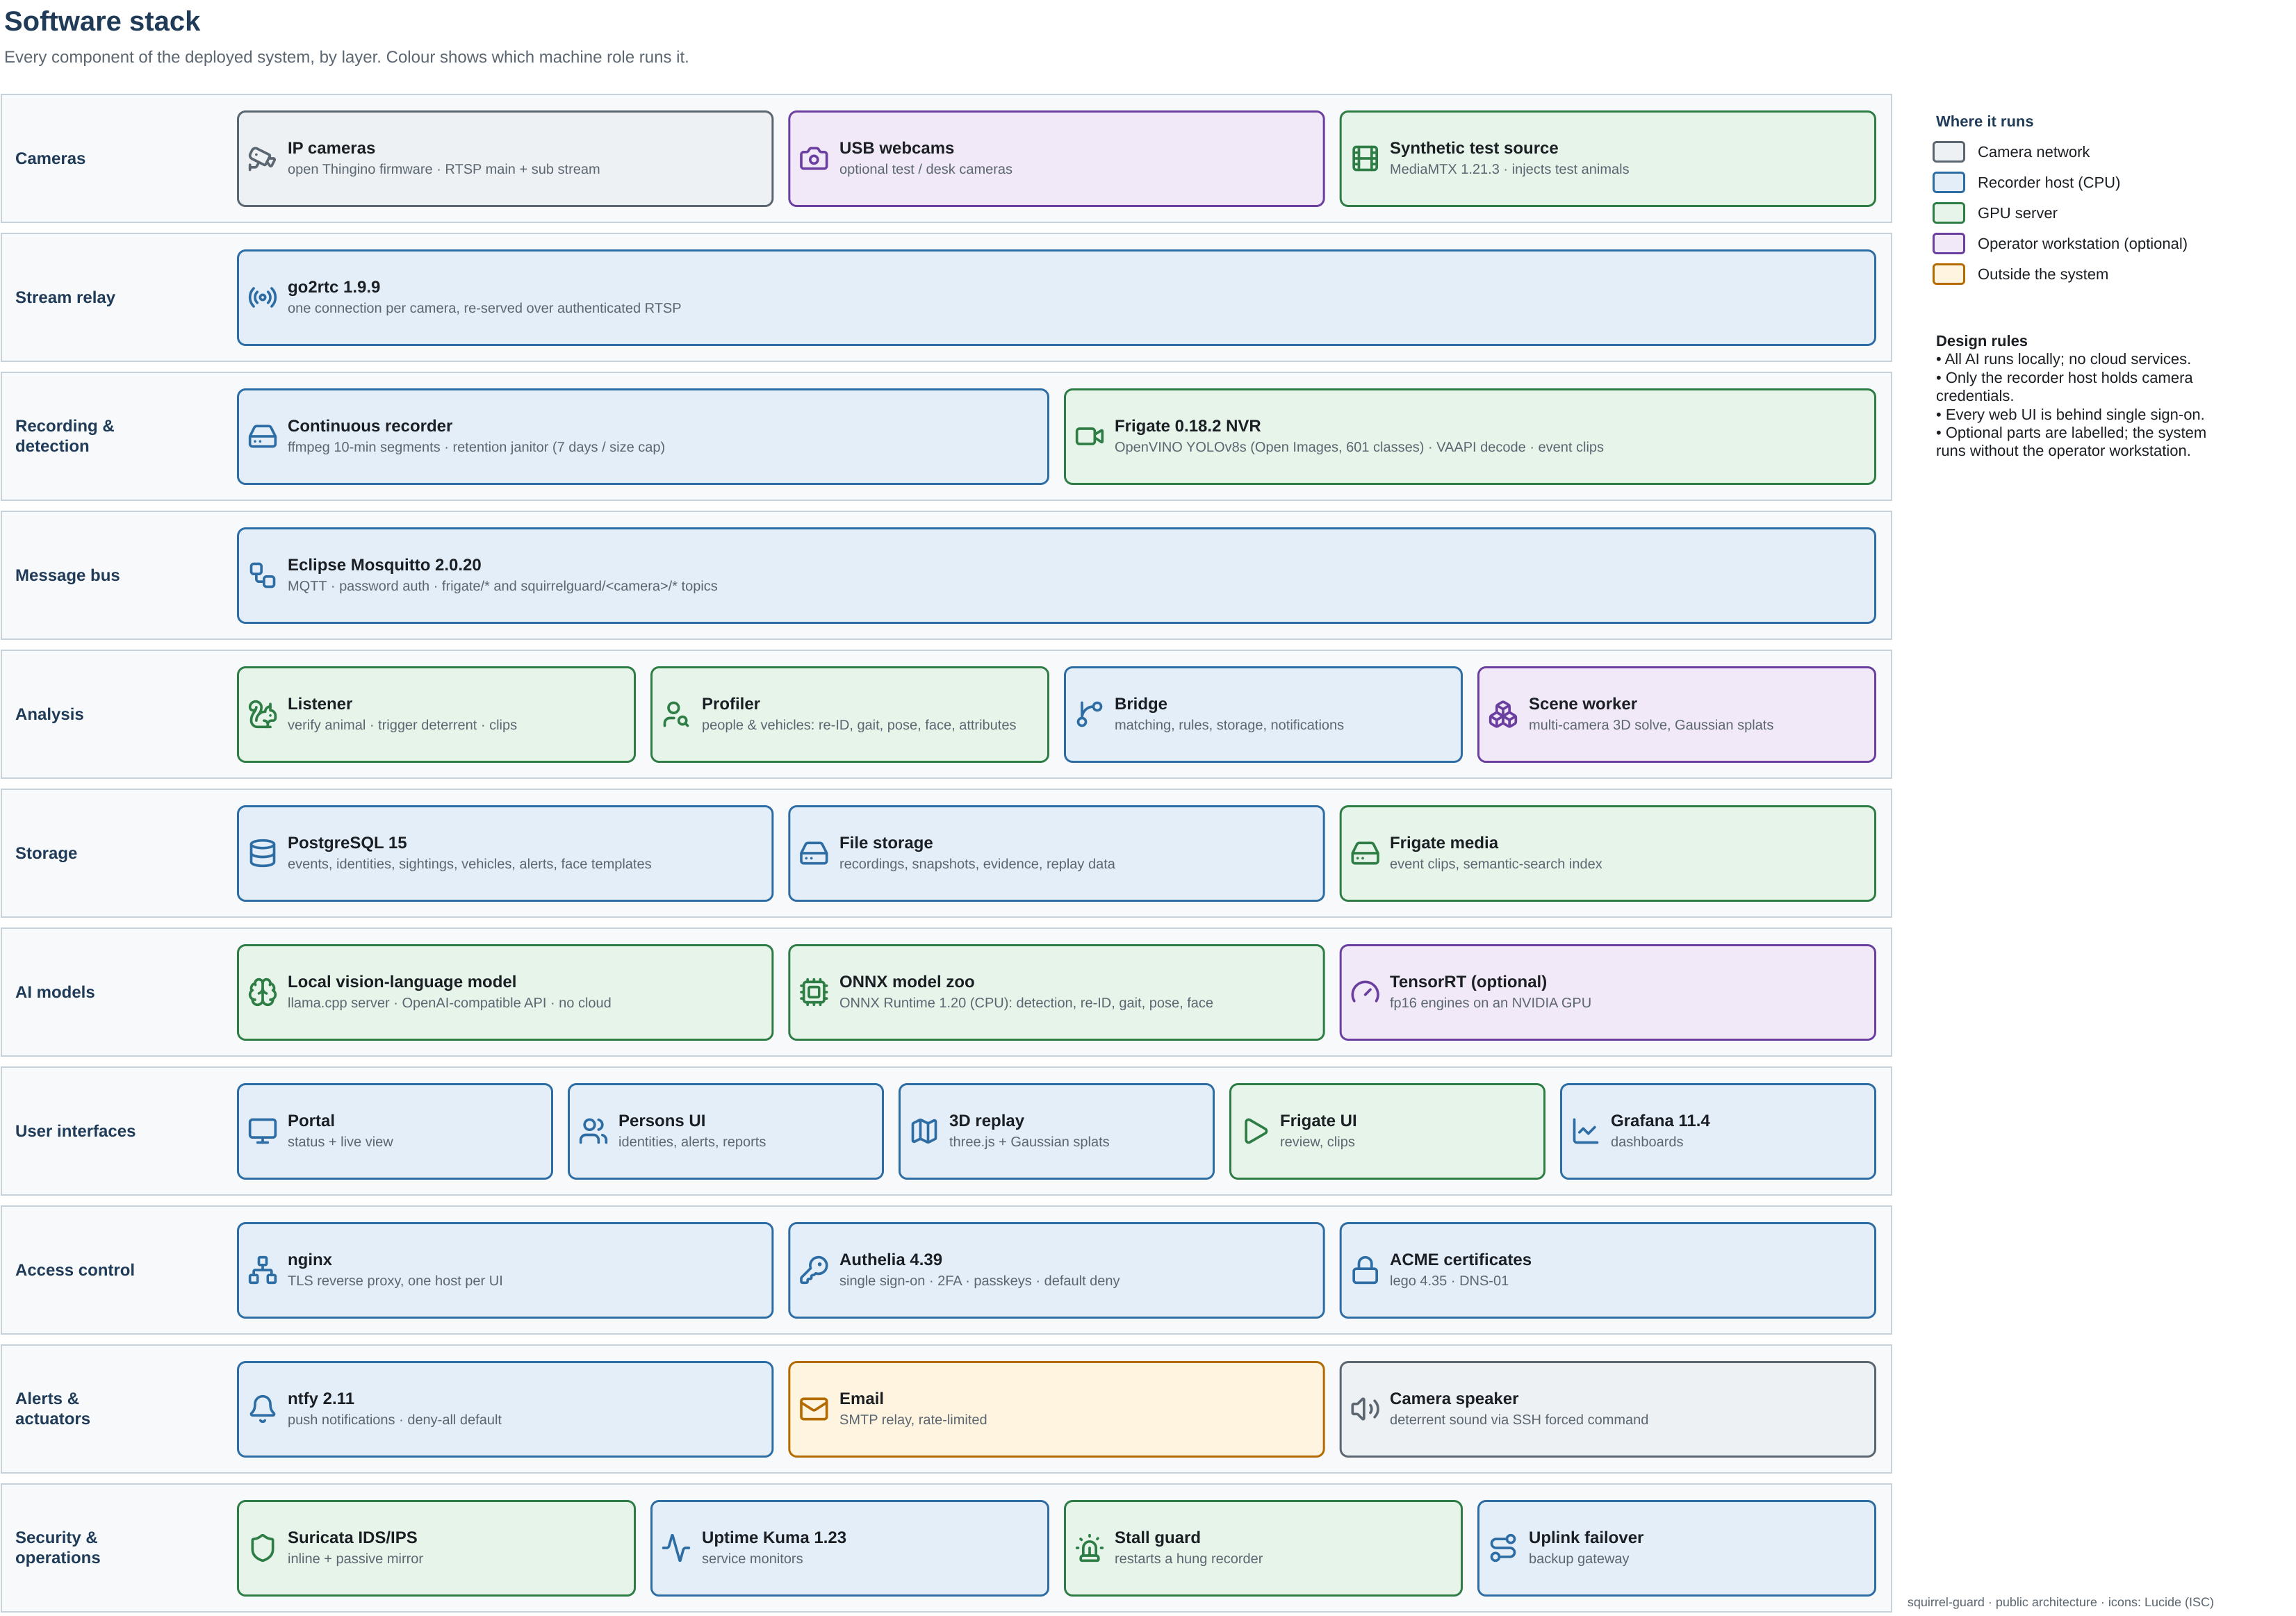 Software stack
Every component of the deployed system, by layer. Colour shows which machine role runs it.
Cameras
IP cameras
open Thingino firmware · RTSP main + sub stream
USB webcams
optional test / desk cameras
Synthetic test source
MediaMTX 1.21.3 · injects test animals
Stream relay
go2rtc 1.9.9
one connection per camera, re-served over authenticated RTSP
Recording &
detection
Continuous recorder
ffmpeg 10-min segments · retention janitor (7 days / size cap)
Frigate 0.18.2 NVR
OpenVINO YOLOv8s (Open Images, 601 classes) · VAAPI decode · event clips
Message bus
Eclipse Mosquitto 2.0.20
MQTT · password auth · frigate/* and squirrelguard/<camera>/* topics
Analysis
Listener
verify animal · trigger deterrent · clips
Profiler
people & vehicles: re-ID, gait, pose, face, attributes
Bridge
matching, rules, storage, notifications
Scene worker
multi-camera 3D solve, Gaussian splats
Storage
PostgreSQL 15
events, identities, sightings, vehicles, alerts, face templates
File storage
recordings, snapshots, evidence, replay data
Frigate media
event clips, semantic-search index
AI models
Local vision-language model
llama.cpp server · OpenAI-compatible API · no cloud
ONNX model zoo
ONNX Runtime 1.20 (CPU): detection, re-ID, gait, pose, face
TensorRT (optional)
fp16 engines on an NVIDIA GPU
User interfaces
Portal
status + live view
Persons UI
identities, alerts, reports
3D replay
three.js + Gaussian splats
Frigate UI
review, clips
Grafana 11.4
dashboards
Access control
nginx
TLS reverse proxy, one host per UI
Authelia 4.39
single sign-on · 2FA · passkeys · default deny
ACME certificates
lego 4.35 · DNS-01
Alerts &
actuators
ntfy 2.11
push notifications · deny-all default
Email
SMTP relay, rate-limited
Camera speaker
deterrent sound via SSH forced command
Security &
operations
Suricata IDS/IPS
inline + passive mirror
Uptime Kuma 1.23
service monitors
Stall guard
restarts a hung recorder
Uplink failover
backup gateway
Where it runs
Camera network
Recorder host (CPU)
GPU server
Operator workstation (optional)
Outside the system
Design rules
• All AI runs locally; no cloud services.
• Only the recorder host holds camera
credentials.
• Every web UI is behind single sign-on.
• Optional parts are labelled; the system
runs without the operator workstation.
squirrel-guard · public architecture · icons: Lucide (ISC)